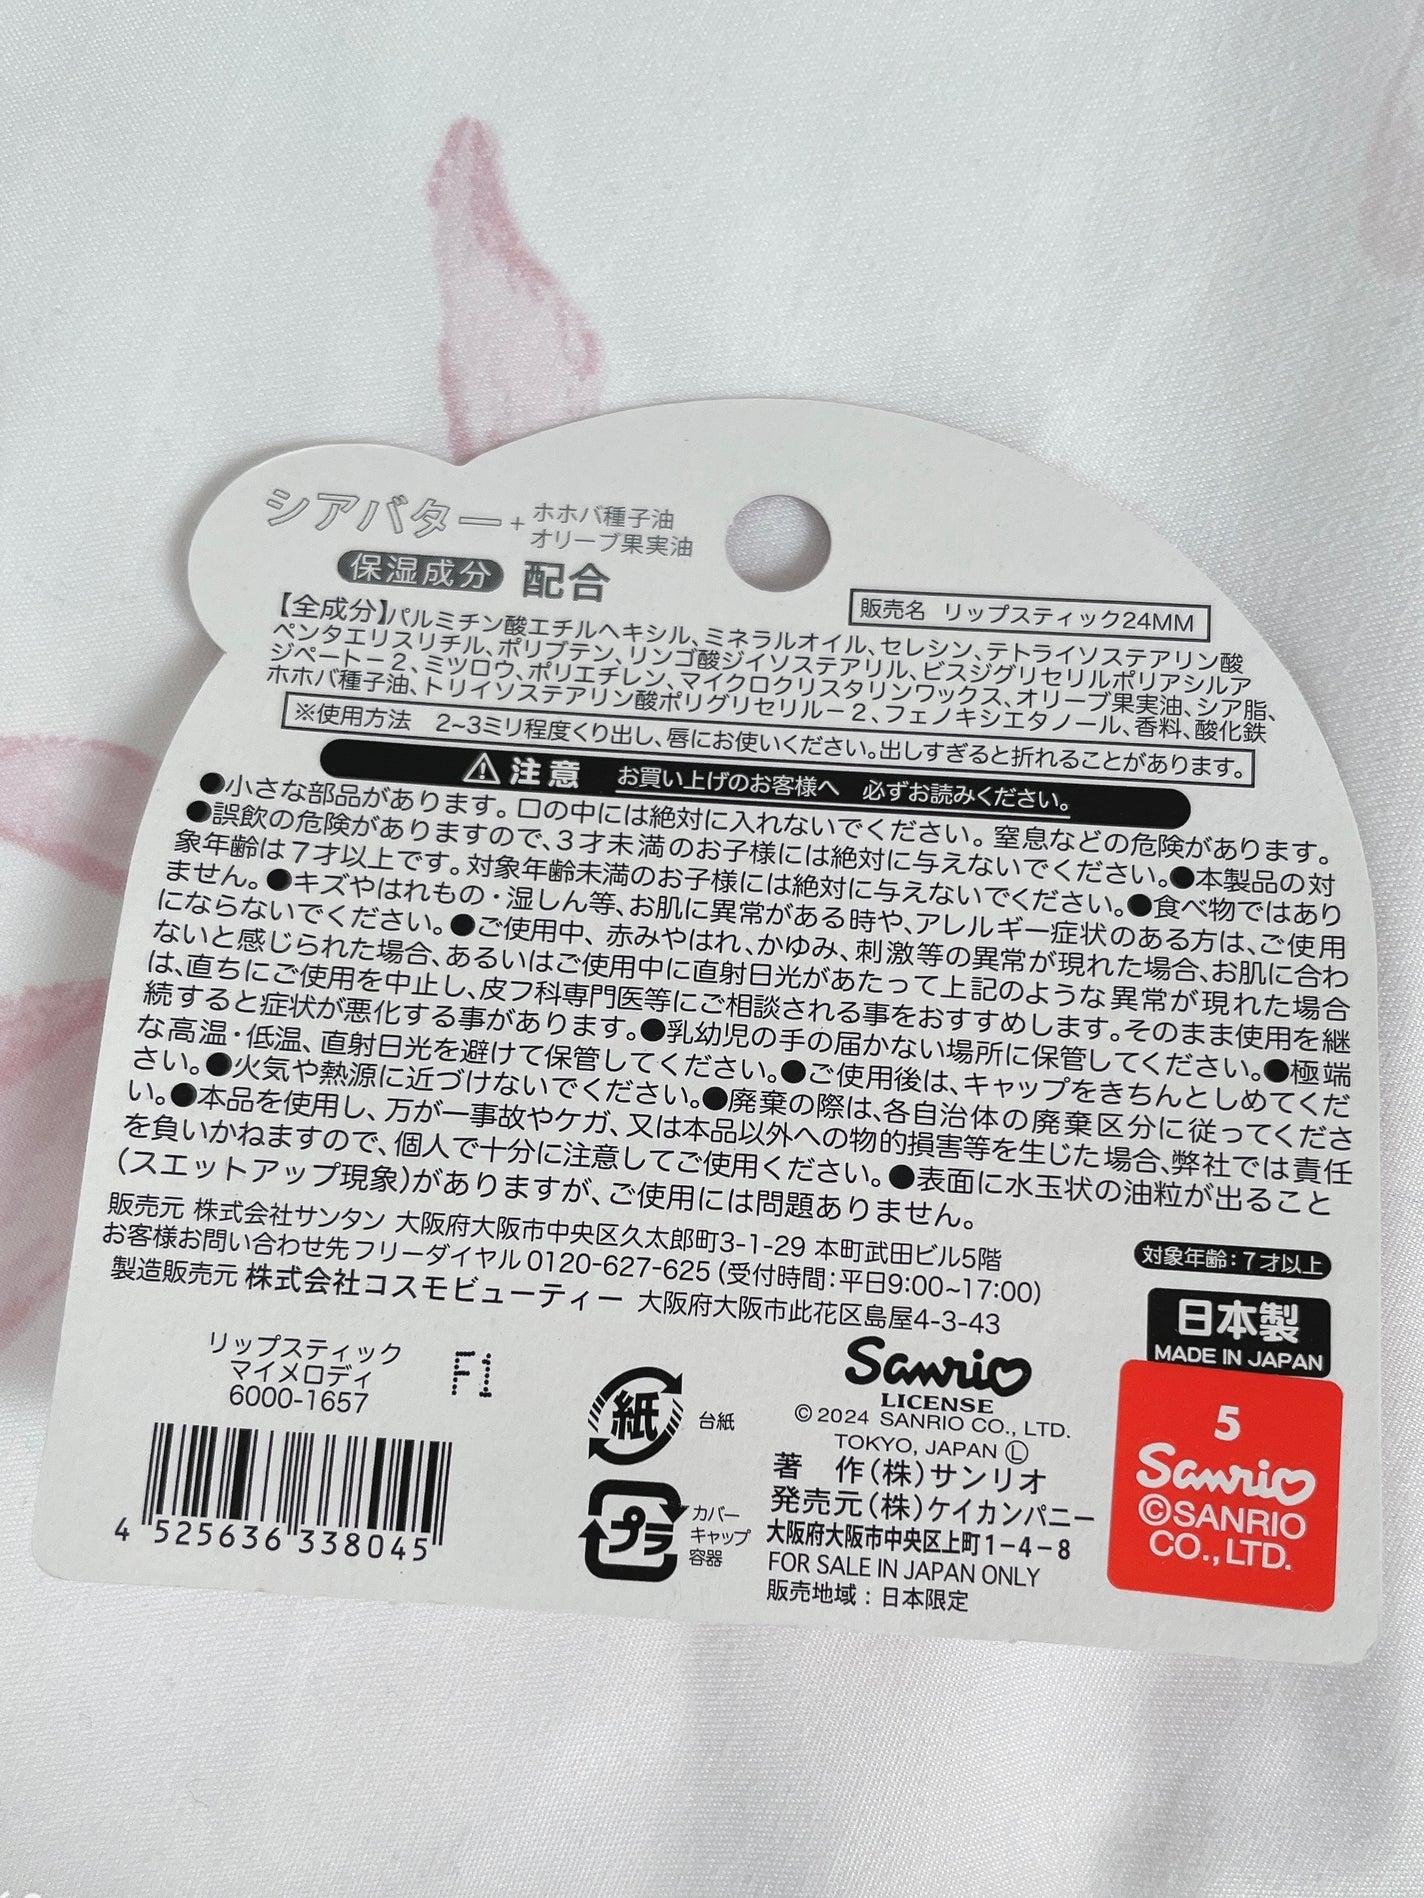 シアバター+ホホバ種子油
オリーブ果実油
保湿成分 配合
販売名 リップスティック24MM
【全成分】パルミチン酸エチルヘキシル、ミネラルオイル、セレシン、テトライソステアリン酸
ペンタエリスリチル、ポリブテン、リンゴ酸ジイソステアリル、ビスジグリセリルポリアシルア
ジペート-2、ミツロウ、ポリエチレン、マイクロクリスタリンワックス、オリーブ果実油、シア脂、
ホホバ種子油、トリイソステアリン酸ポリグリセリル-2、フェノキシエタノール、香料、酸化鉄
※使用方法 2~3ミリ程度くり出し、唇にお使いください。出しすぎると折れることがあります。
⚠注意 お買い上げのお客様へ 必ずお読みください。
●小さな部品があります。口の中には絶対に入れないでください。窒息などの危険があります。
●誤飲の危険がありますので、3才未満のお子様には絶対に与えないでください。●本製品の対
象年齢は7才以上です。対象年齢未満のお子様には絶対に与えないでください。●食べ物ではあり
ません。●キズやはれもの・湿しん等、お肌に異常がある時や、アレルギー症状のある方は、ご使用
にならないでください。●ご使用中、赤みやはれ、かゆみ、刺激等の異常が現れた場合、お肌に合わ
ないと感じられた場合、あるいはご使用中に直射日光があたって上記のような異常が現れた場合
は、直ちにご使用を中止し、皮フ科専門医等にご相談される事をおすすめします。そのまま使用を継
続すると症状が悪化する事があります。●乳幼児の手の届かない場所に保管してください。●極端
な高温・低温、直射日光を避けて保管してください。●ご使用後は、キャップをきちんとしめてくだ
さい。●火気や熱源に近づけないでください。●廃棄の際は、各自治体の廃棄区分に従ってくださ
い。●本品を使用し、万が一事故やケガ、又は本品以外への物的損害等を生じた場合、弊社では責任
を負いかねますので、個人で十分に注意してご使用ください。●表面に水玉状の油粒が出ること
(スエットアップ現象)がありますが、ご使用には問題ありません。
販売元 株式会社サンタン 大阪府大阪市中央区久太郎町3-1-29 本町武田ビル5階
お客様お問い合わせ先フリーダイヤル0120-627-625(受付時間:平日9:00~17:00)
製造販売元 株式会社コスモビューティー 大阪府大阪市此花区島屋4-3-43
対象年齢:7才以上
日本製
MADE IN JAPAN
リップスティック
マイメロディ
6000-1657
F1
4 525636 338045
紙 台紙
プラ カバー
キャップ
容器
Sanrio
LICENSE
©2024 SANRIO CO., LTD.
TOKYO, JAPAN Ⓛ
著 作(株)サンリオ
発売元(株)ケイカンパニー
大阪府大阪市中央区上町1-4-8
FOR SALE IN JAPAN ONLY
販売地域:日本限定
5
Sanrio
©SANRIO
CO.,LTD.